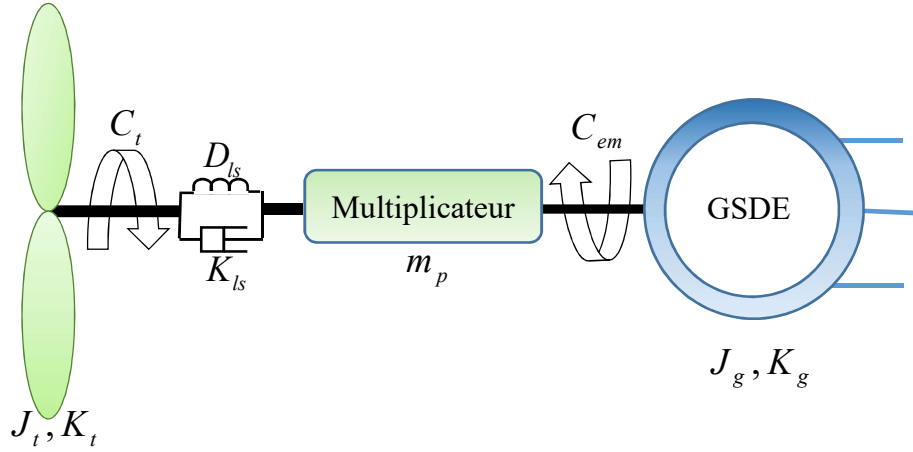 C_t
D_ls
C_em
Multiplicateur
GSDE
K_ls
m_p
J_g, K_g
J_t, K_t